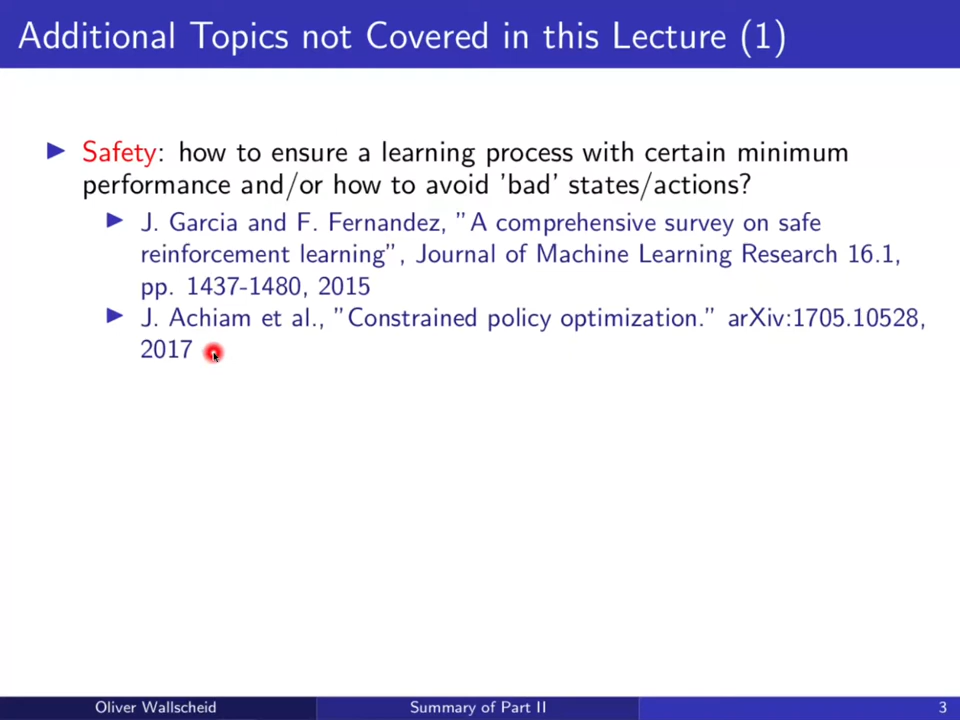 Additional Topics not Covered in this Lecture (1)
Safety: how to ensure a learning process with certain minimum
performance and/or how to avoid 'bad' states/actions?
J. Garcia and F. Fernandez, "A comprehensive survey on safe
reinforcement learning", Journal of Machine Learning Research 16.1,
pp. 1437-1480, 2015
J. Achiam et al., "Constrained policy optimization." arXiv:1705.10528,
2017
Oliver Wallscheid Summary of Part II 3